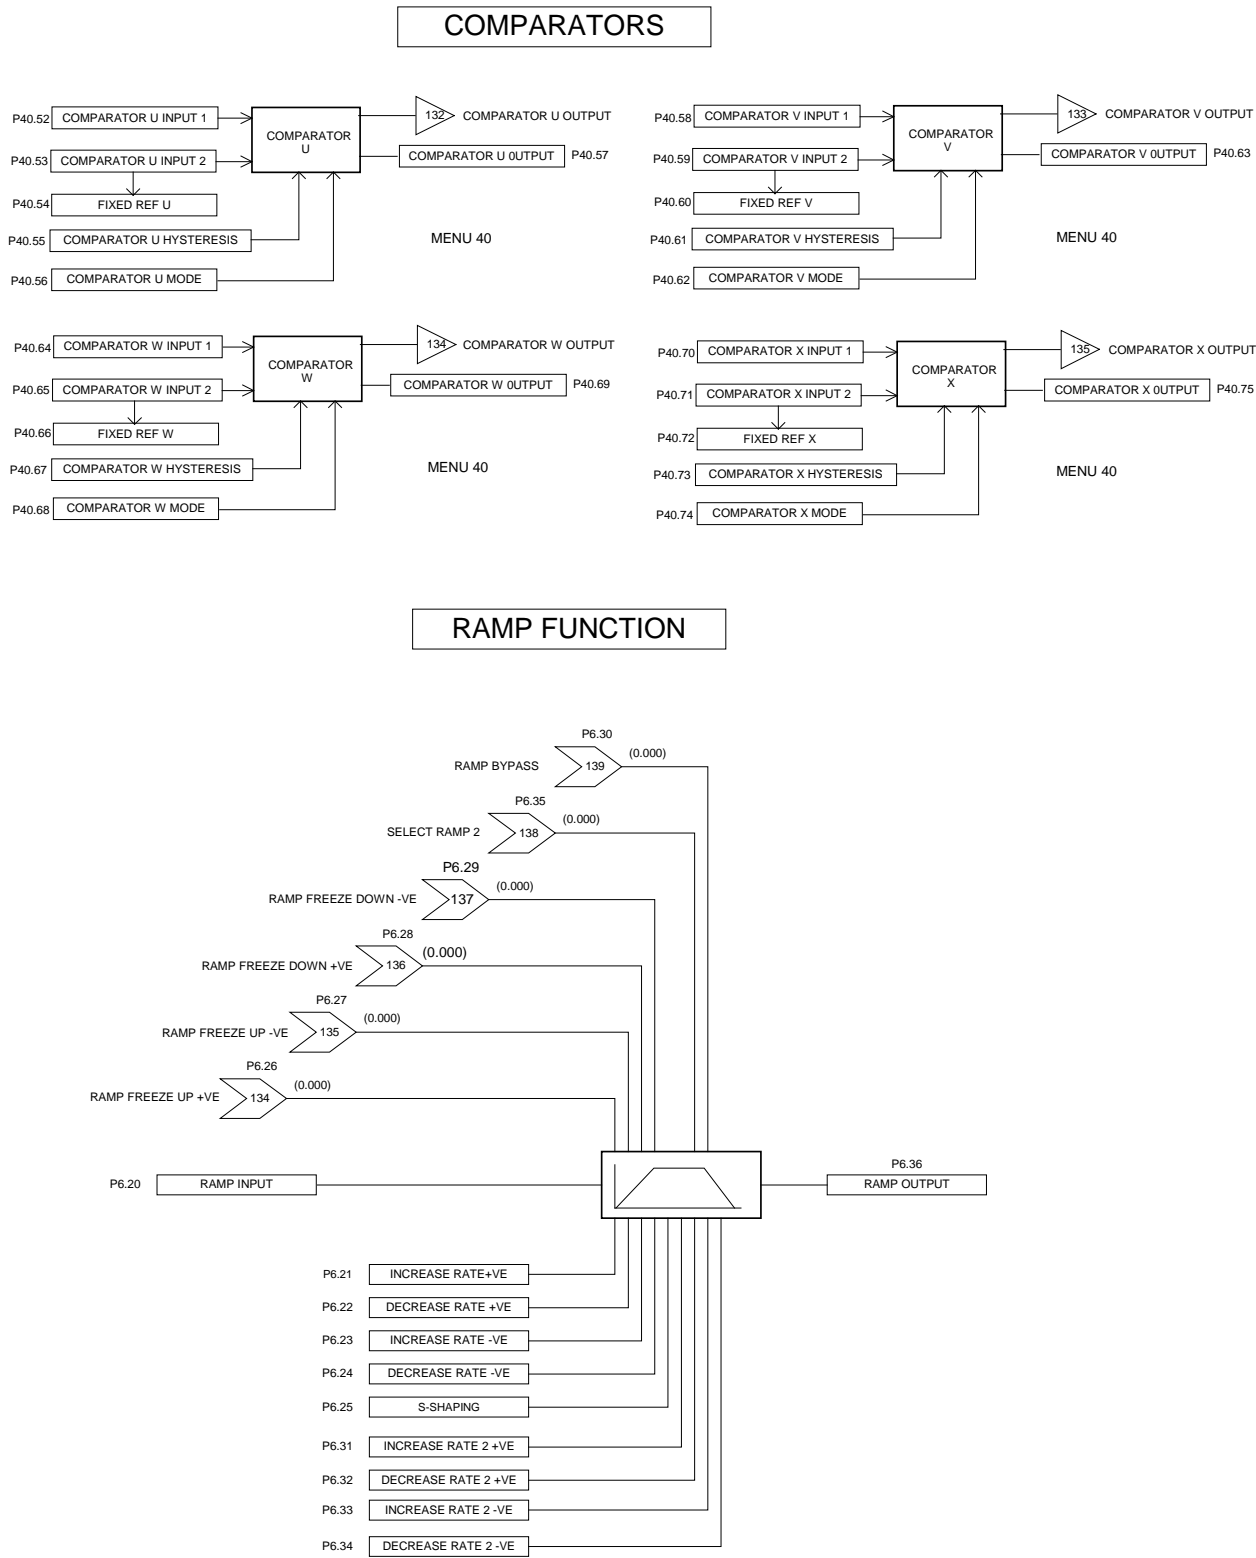 COMPARATORS
P40.52 COMPARATOR U INPUT 1
P40.53 COMPARATOR U INPUT 2
P40.54 FIXED REF U
P40.55 COMPARATOR U HYSTERESIS
P40.56 COMPARATOR U MODE
COMPARATOR
U
132 COMPARATOR U OUTPUT
COMPARATOR U 0UTPUT P40.57
MENU 40
P40.58 COMPARATOR V INPUT 1
P40.59 COMPARATOR V INPUT 2
P40.60 FIXED REF V
P40.61 COMPARATOR V HYSTERESIS
P40.62 COMPARATOR V MODE
COMPARATOR
V
133 COMPARATOR V OUTPUT
COMPARATOR V 0UTPUT P40.63
MENU 40
P40.64 COMPARATOR W INPUT 1
P40.65 COMPARATOR W INPUT 2
P40.66 FIXED REF W
P40.67 COMPARATOR W HYSTERESIS
P40.68 COMPARATOR W MODE
COMPARATOR
W
134 COMPARATOR W OUTPUT
COMPARATOR W 0UTPUT P40.69
MENU 40
P40.70 COMPARATOR X INPUT 1
P40.71 COMPARATOR X INPUT 2
P40.72 FIXED REF X
P40.73 COMPARATOR X HYSTERESIS
P40.74 COMPARATOR X MODE
COMPARATOR
X
135 COMPARATOR X OUTPUT
COMPARATOR X 0UTPUT P40.75
MENU 40
RAMP FUNCTION
P6.30
RAMP BYPASS 139 (0.000)
P6.35
SELECT RAMP 2 138 (0.000)
P6.29
RAMP FREEZE DOWN -VE 137 (0.000)
P6.28
RAMP FREEZE DOWN +VE 136 (0.000)
P6.27
RAMP FREEZE UP -VE 135 (0.000)
P6.26
RAMP FREEZE UP +VE 134 (0.000)
P6.20 RAMP INPUT
P6.36
RAMP OUTPUT
P6.21 INCREASE RATE+VE
P6.22 DECREASE RATE +VE
P6.23 INCREASE RATE -VE
P6.24 DECREASE RATE -VE
P6.25 S-SHAPING
P6.31 INCREASE RATE 2 +VE
P6.32 DECREASE RATE 2 +VE
P6.33 INCREASE RATE 2 -VE
P6.34 DECREASE RATE 2 -VE